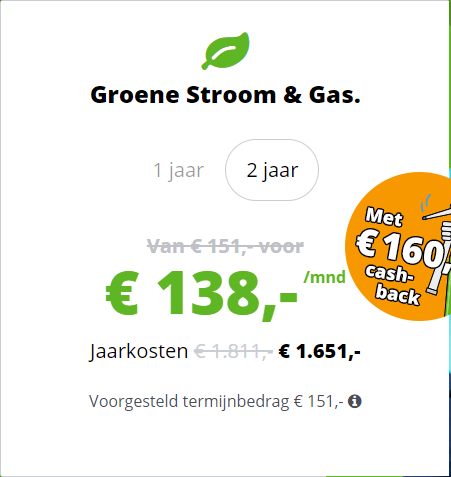 Groene Stroom & Gas.
1 jaar 2 jaar
Van € 151,- voor
€ 138,- /mnd
Met
€ 160,
cash-
back
Jaarkosten € 1.811,- € 1.651,-
Voorgesteld termijnbedrag € 151,-